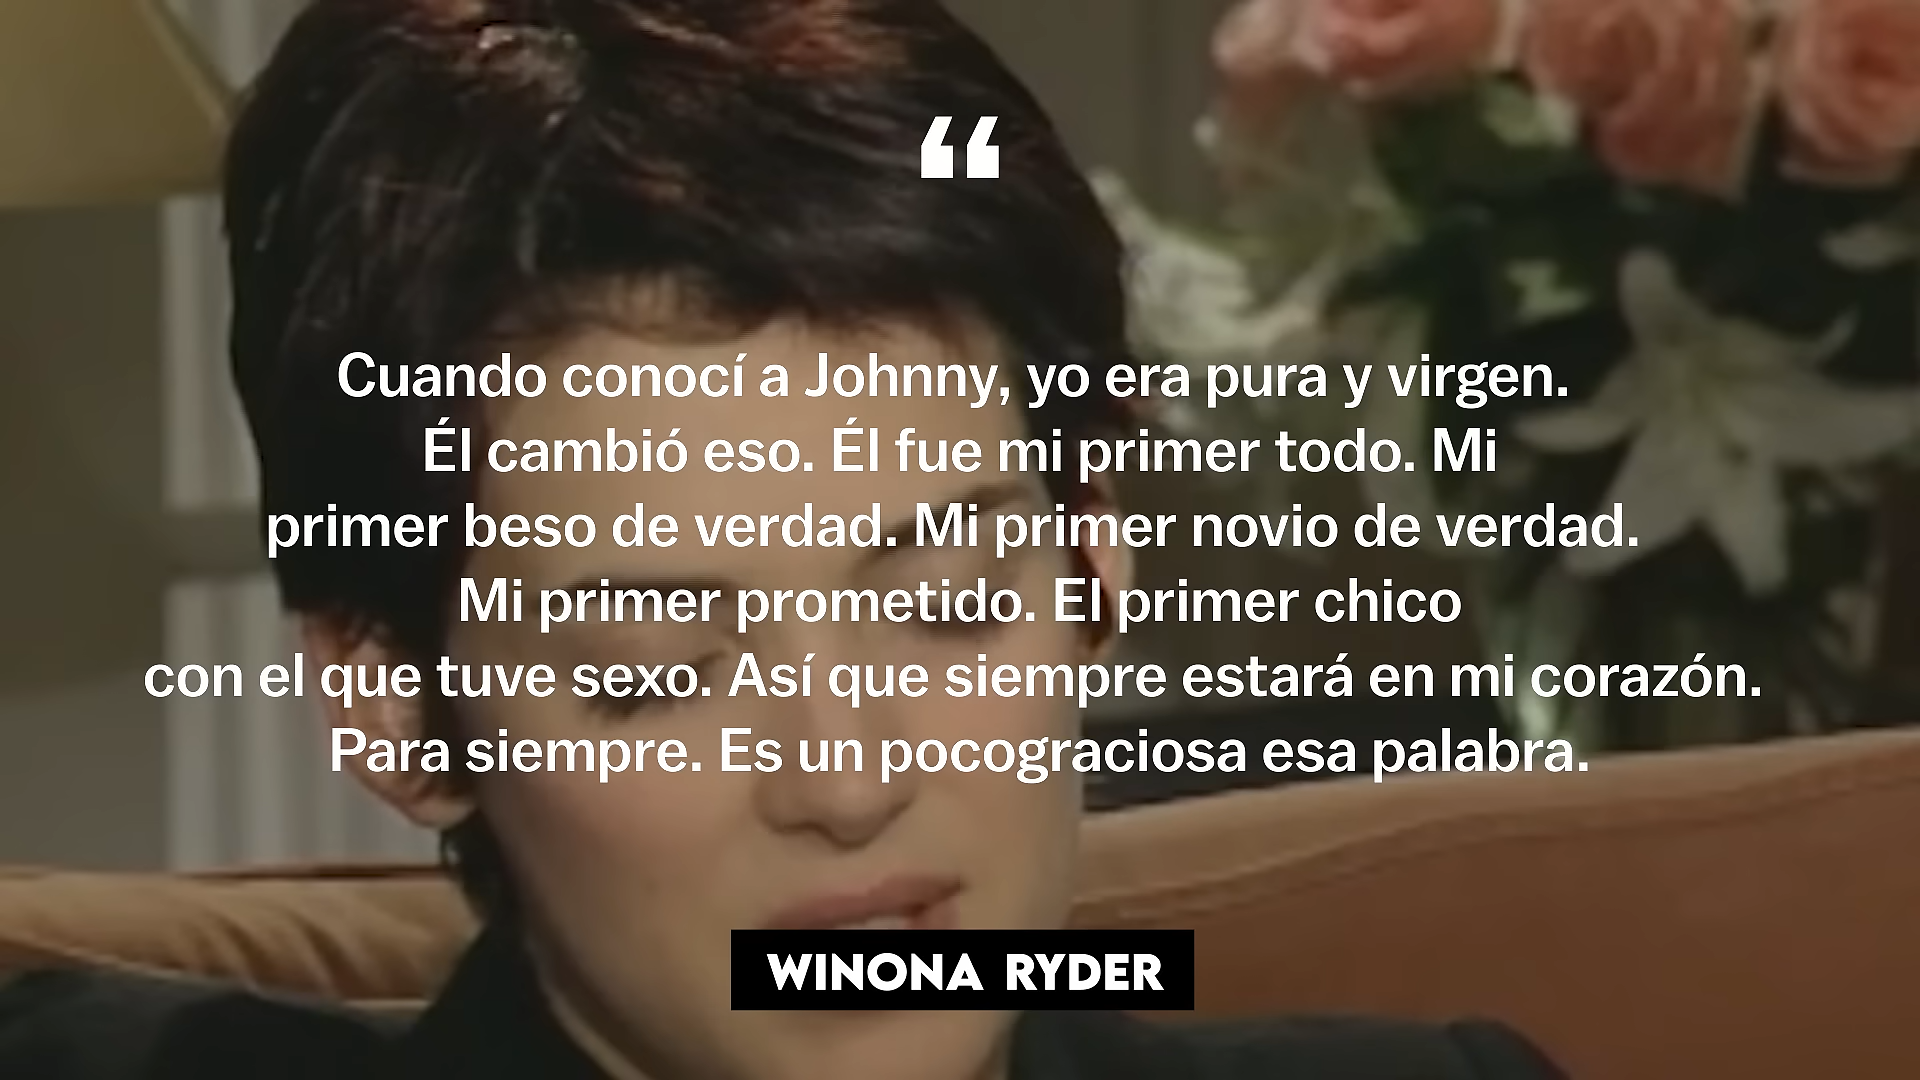 “
Cuando conocí a Johnny, yo era pura y virgen.
Él cambió eso. Él fue mi primer todo. Mi
primer beso de verdad. Mi primer novio de verdad.
Mi primer prometido. El primer chico
con el que tuve sexo. Así que siempre estará en mi corazón.
Para siempre. Es un pocograciosa esa palabra.
WINONA RYDER